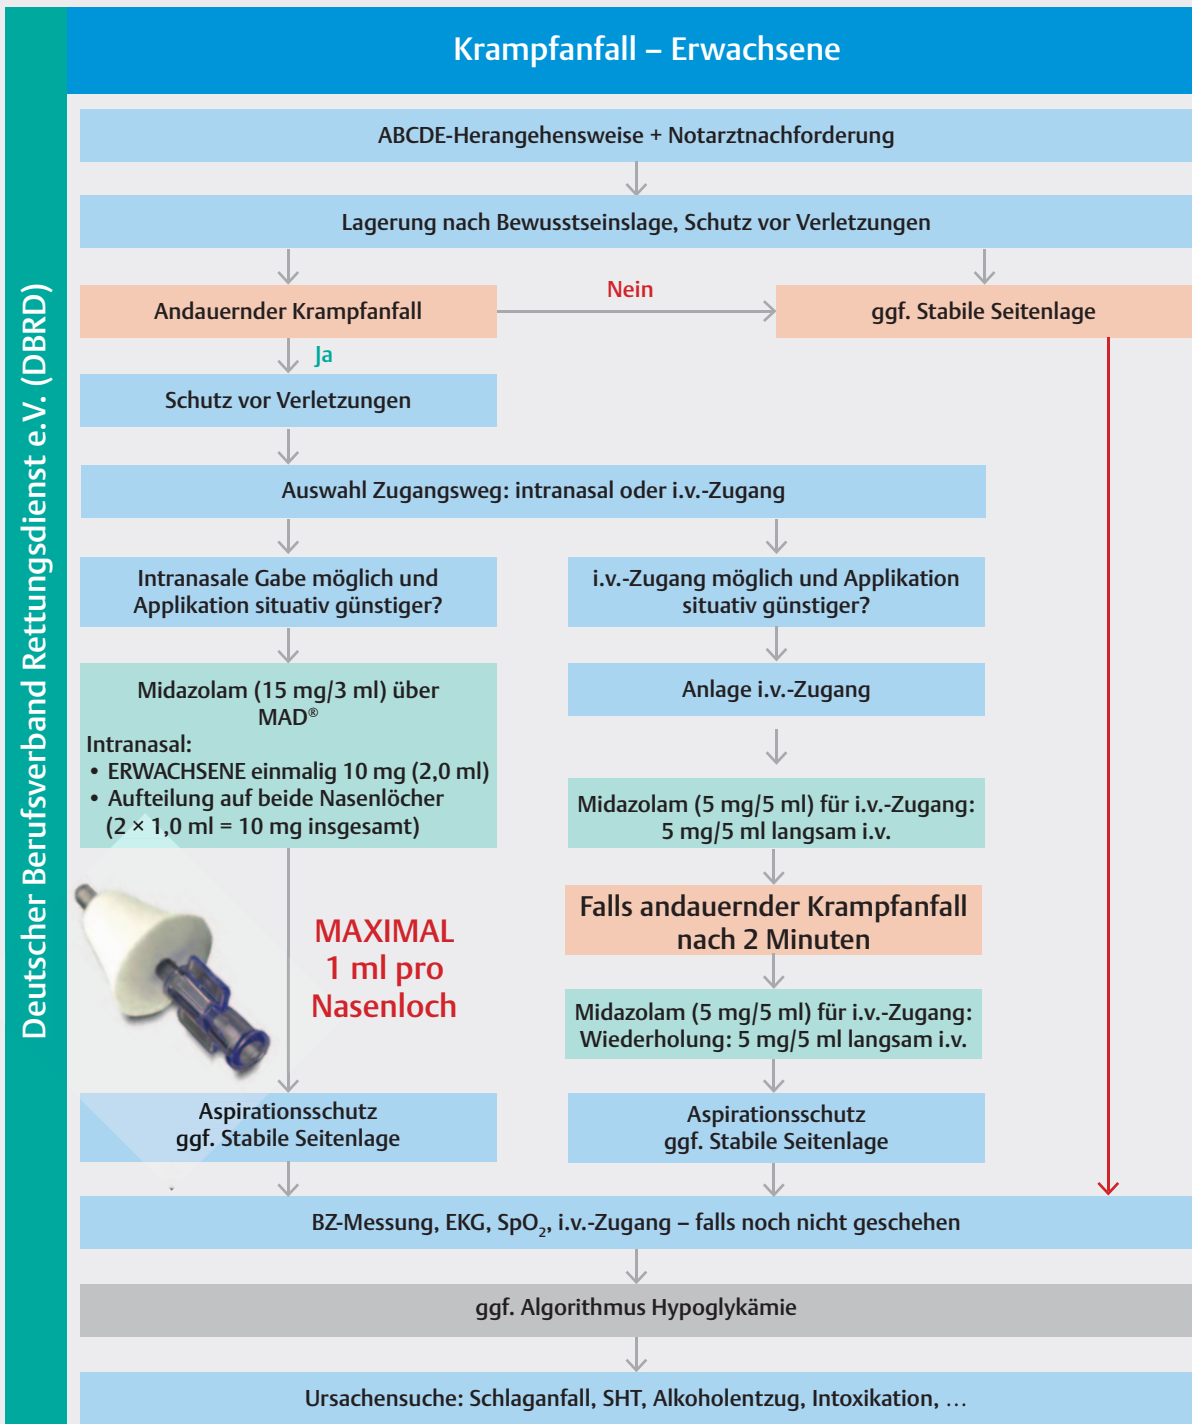 Deutscher Berufsverband Rettungsdienst e.V. (DBRD)
Krampfanfall – Erwachsene
ABCDE-Herangehensweise + Notarztnachforderung
Lagerung nach Bewusstseinslage, Schutz vor Verletzungen
Andauernder Krampfanfall
Nein
ggf. Stabile Seitenlage
Ja
Schutz vor Verletzungen
Auswahl Zugangsweg: intranasal oder i.v.-Zugang
Intranasale Gabe möglich und
Applikation situativ günstiger?
Midazolam (15 mg/3 ml) über
MAD®
Intranasal:
• ERWACHSENE einmalig 10 mg (2,0 ml)
• Aufteilung auf beide Nasenlöcher
(2 × 1,0 ml = 10 mg insgesamt)
MAXIMAL
1 ml pro
Nasenloch
Aspirationsschutz
ggf. Stabile Seitenlage
i.v.-Zugang möglich und Applikation
situativ günstiger?
Anlage i.v.-Zugang
Midazolam (5 mg/5 ml) für i.v.-Zugang:
5 mg/5 ml langsam i.v.
Falls andauernder Krampfanfall
nach 2 Minuten
Midazolam (5 mg/5 ml) für i.v.-Zugang:
Wiederholung: 5 mg/5 ml langsam i.v.
Aspirationsschutz
ggf. Stabile Seitenlage
BZ-Messung, EKG, SpO₂, i.v.-Zugang – falls noch nicht geschehen
ggf. Algorithmus Hypoglykämie
Ursachensuche: Schlaganfall, SHT, Alkoholentzug, Intoxikation, …